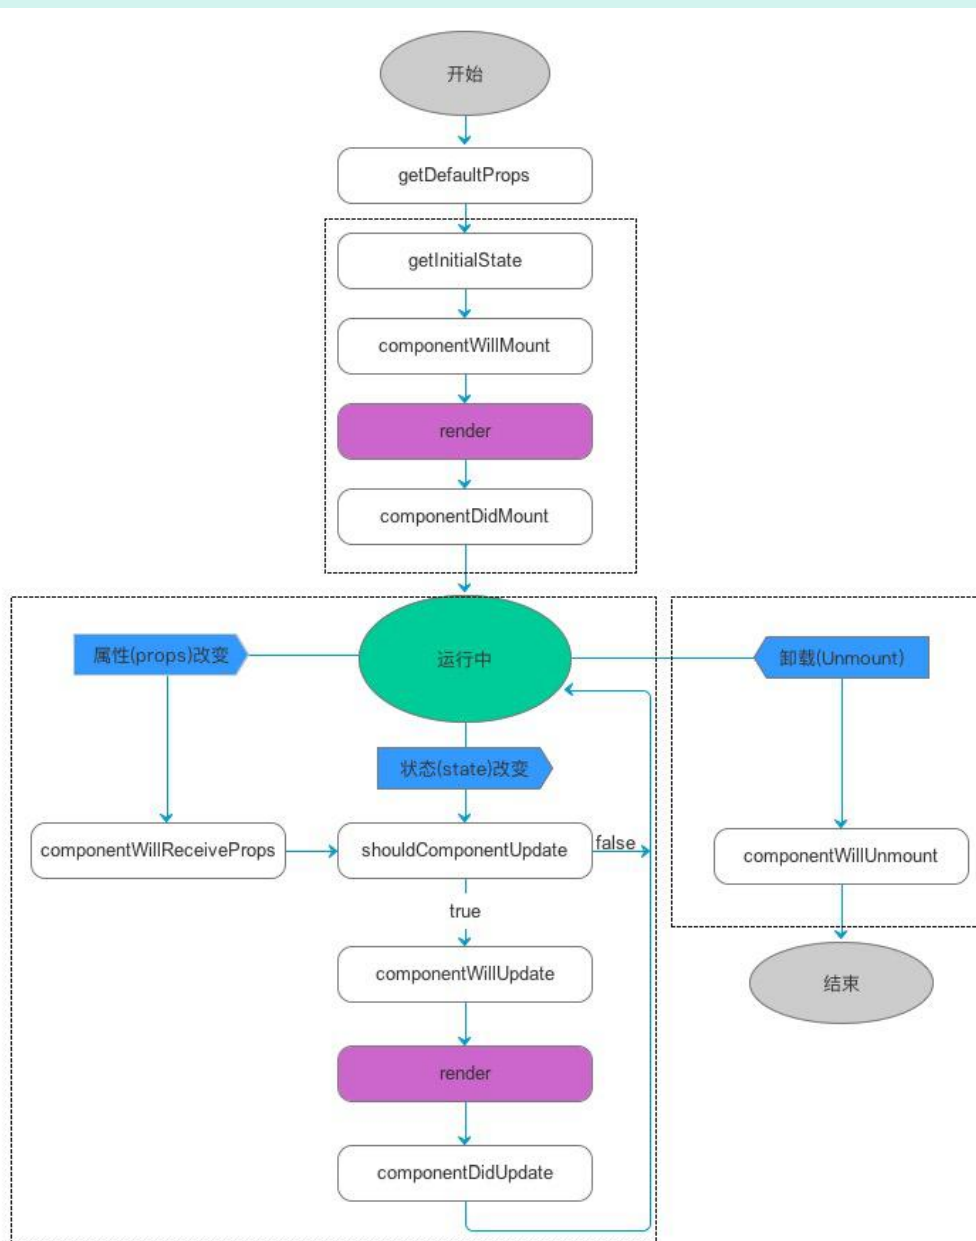 开始
getDefaultProps
getInitialState
componentWillMount
render
componentDidMount
运行中
属性(props)改变
卸载(Unmount)
状态(state)改变
componentWillReceiveProps
shouldComponentUpdate
false
componentWillUnmount
true
componentWillUpdate
结束
render
componentDidUpdate